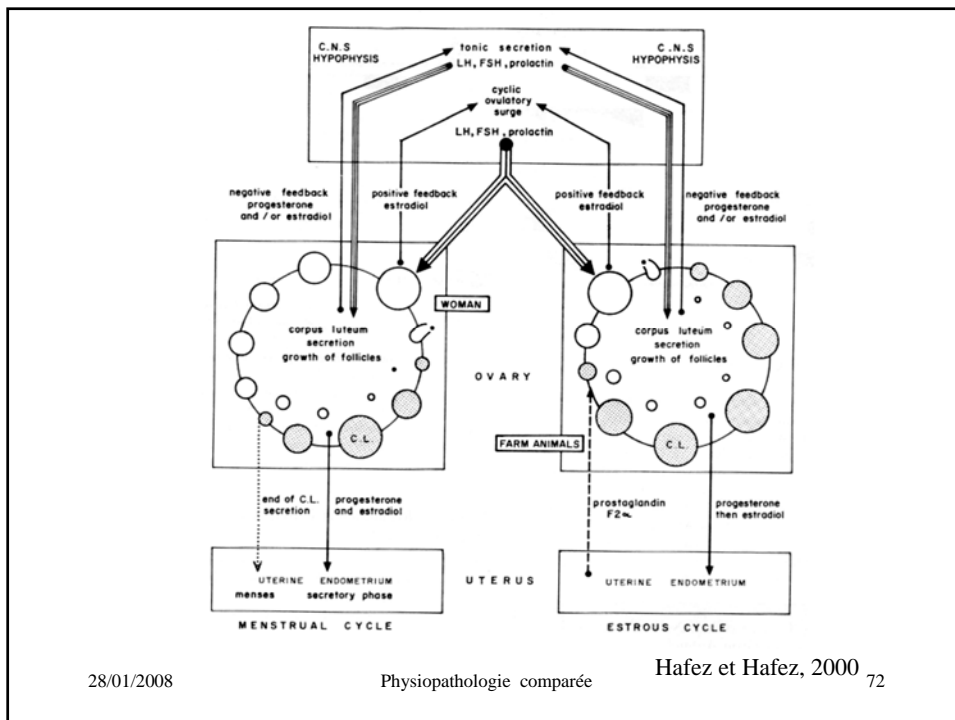 C.N.S
HYPOPHYSIS
tonic secretion
LH, FSH, prolactin
C.N.S
HYPOPHYSIS
cyclic
ovulatory
surge
LH, FSH, prolactin
negative feedback
progesterone
and / or estradiol
positive feedback
estradiol
positive feedback
estradiol
negative feedback
progesterone
and /or estradiol
WOMAN
corpus luteum
secretion
growth of follicles
C.L.
OVARY
corpus luteum
secretion
growth of follicles
C.L.
FARM ANIMALS
end of C.L.
secretion
progesterone
and estradiol
prostaglandin
F2∝
progesterone
then estradiol
UTERINE ENDOMETRIUM
menses secretory phase
UTERUS
UTERINE ENDOMETRIUM
MENSTRUAL CYCLE
ESTROUS CYCLE
Hafez et Hafez, 2000
28/01/2008
Physiopathologie comparée
72